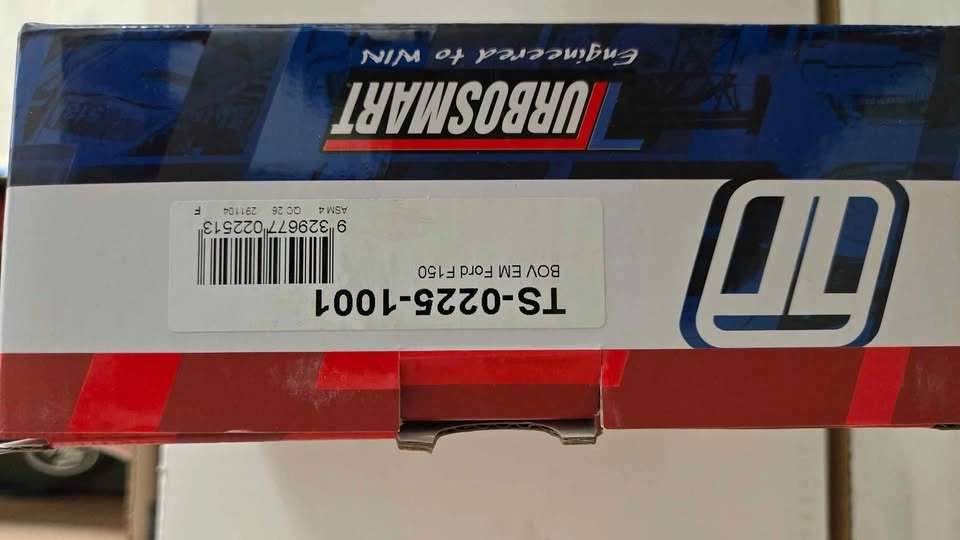 TS-0225-1001
BOV EM Ford F150
9 329677 022513
ASM 4 QC 26 291104 F
TURBOSMART
Engineered to WIN